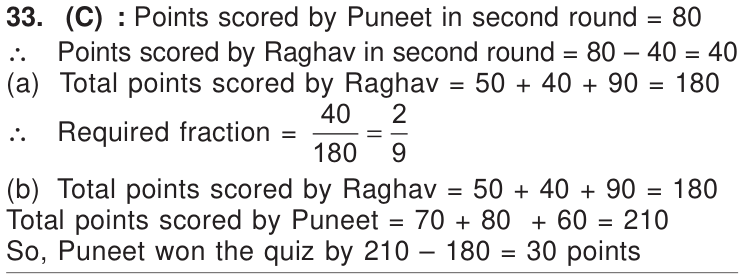 33. (C) : Points scored by Puneet in second round = 80
∴ Points scored by Raghav in second round = 80 – 40 = 40
(a) Total points scored by Raghav = 50 + 40 + 90 = 180
∴ Required fraction = 40/180 = 2/9
(b) Total points scored by Raghav = 50 + 40 + 90 = 180
Total points scored by Puneet = 70 + 80 + 60 = 210
So, Puneet won the quiz by 210 – 180 = 30 points